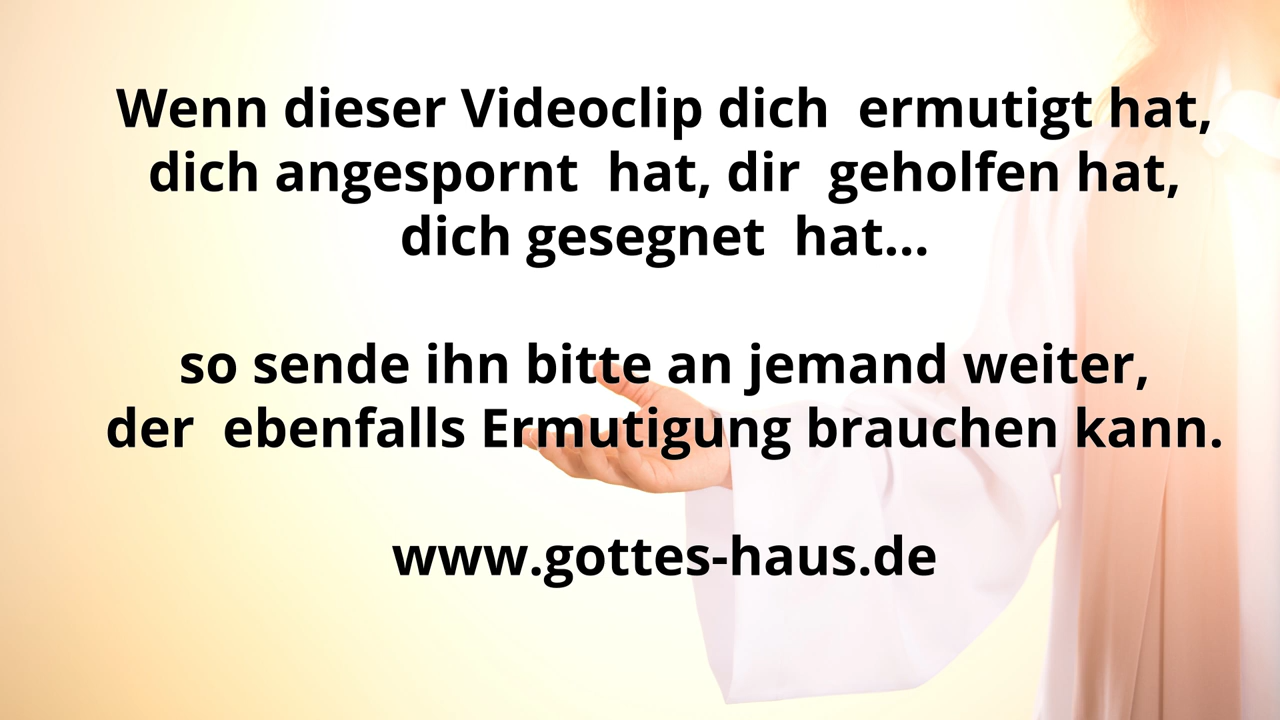 Wenn dieser Videoclip dich ermutigt hat,
dich angespornt hat, dir geholfen hat,
dich gesegnet hat...
so sende ihn bitte an jemand weiter,
der ebenfalls Ermutigung brauchen kann.
www.gottes-haus.de